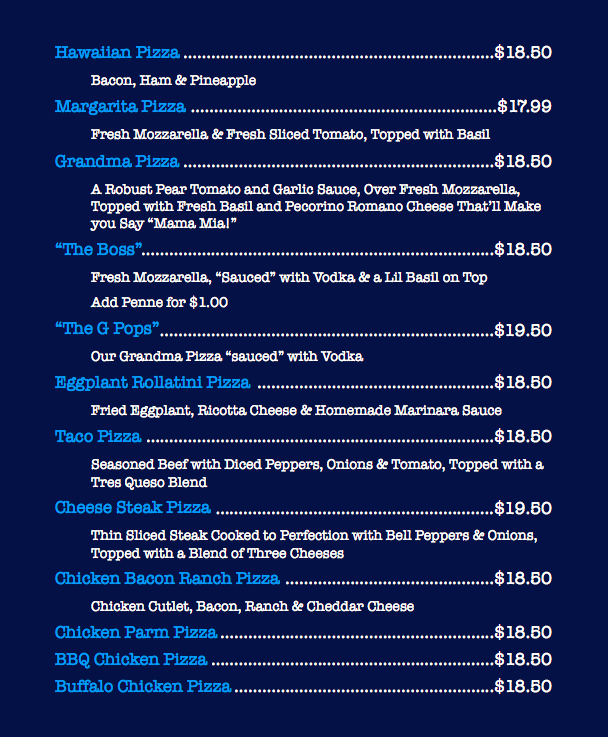 Hawaiian Pizza ..........................................................$18.50
Bacon, Ham & Pineapple
Margarita Pizza ..........................................................$17.99
Fresh Mozzarella & Fresh Sliced Tomato, Topped with Basil
Grandma Pizza ..........................................................$18.50
A Robust Pear Tomato and Garlic Sauce, Over Fresh Mozzarella,
Topped with Fresh Basil and Pecorino Romano Cheese That’ll Make
you Say “Mama Mia!”
“The Boss”..........................................................$18.50
Fresh Mozzarella, “Sauced” with Vodka & a Lil Basil on Top
Add Penne for $1.00
“The G Pops”..........................................................$19.50
Our Grandma Pizza “sauced” with Vodka
Eggplant Rollatini Pizza ..........................................$18.50
Fried Eggplant, Ricotta Cheese & Homemade Marinara Sauce
Taco Pizza ..........................................................$18.50
Seasoned Beef with Diced Peppers, Onions & Tomato, Topped with a
Tres Queso Blend
Cheese Steak Pizza ..................................................$19.50
Thin Sliced Steak Cooked to Perfection with Bell Peppers & Onions,
Topped with a Blend of Three Cheeses
Chicken Bacon Ranch Pizza ......................................$18.50
Chicken Cutlet, Bacon, Ranch & Cheddar Cheese
Chicken Parm Pizza ..................................................$18.50
BBQ Chicken Pizza ..................................................$18.50
Buffalo Chicken Pizza ..............................................$18.50